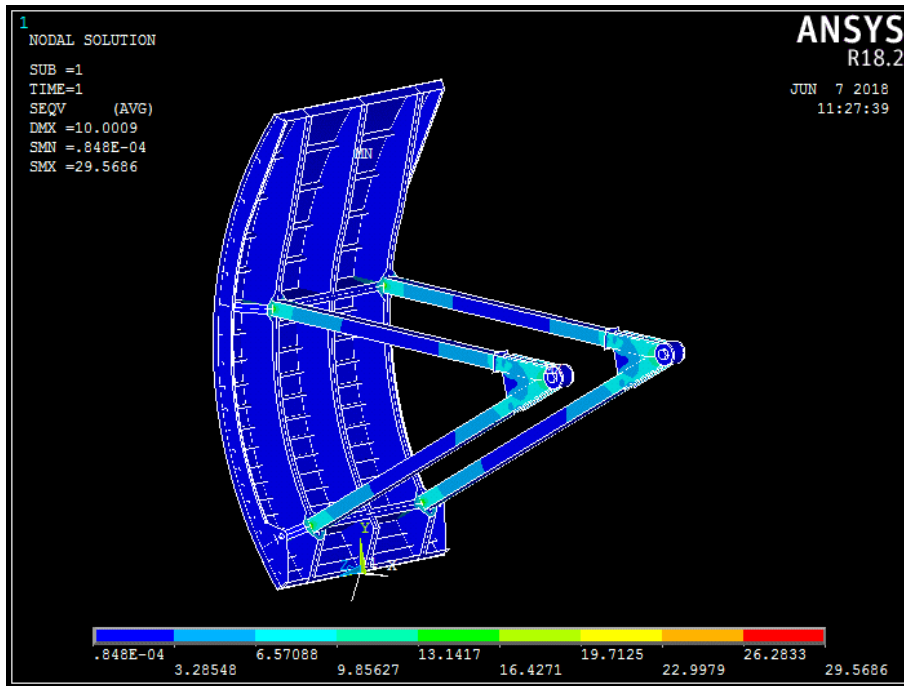 1
NODAL SOLUTION
SUB =1
TIME=1
SEQV (AVG)
DMX =10.0009
SMN =.848E-04
SMX =29.5686
ANSYS
R18.2
JUN 7 2018
11:27:39
MN
Y
Z X
.848E-04 6.57088 13.1417 19.7125 26.2833
3.28548 9.85627 16.4271 22.9979 29.5686